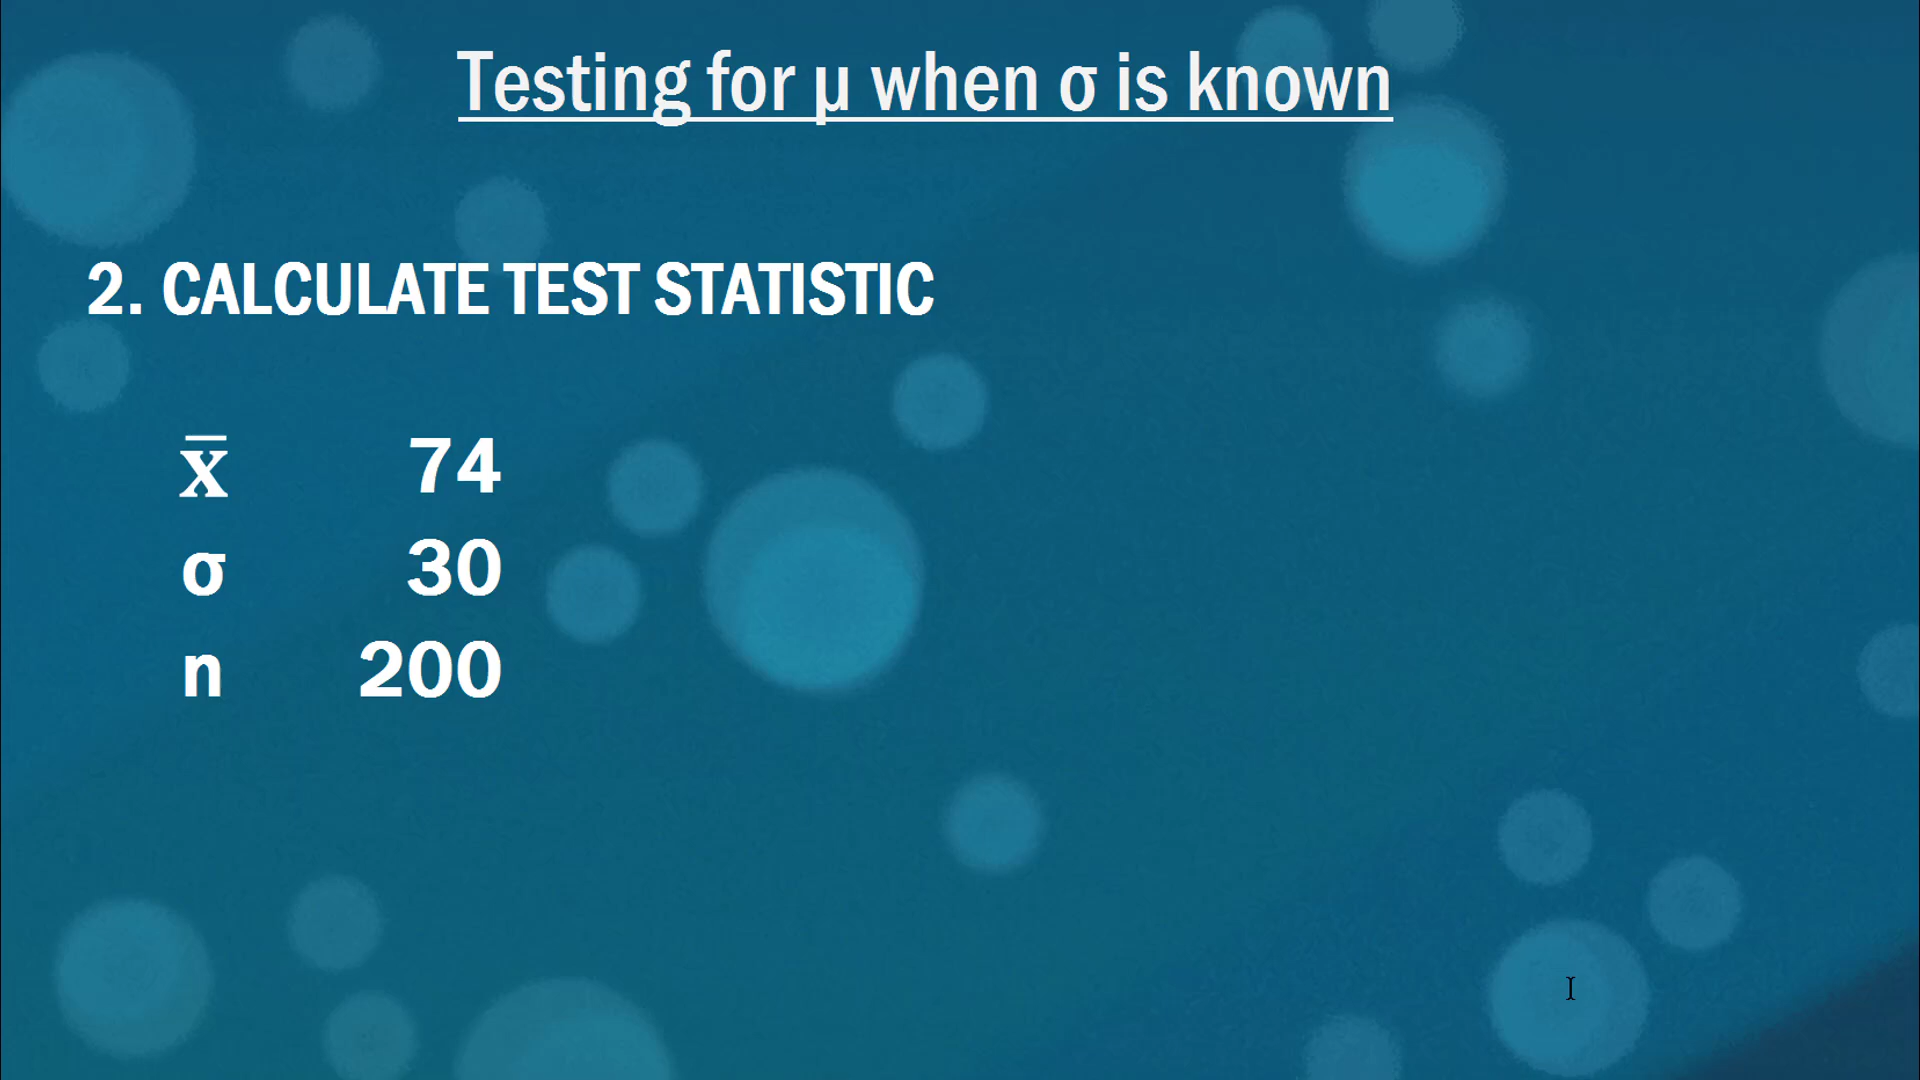 Testing for µ when σ is known
2. CALCULATE TEST STATISTIC
x̅ 74
σ 30
n 200